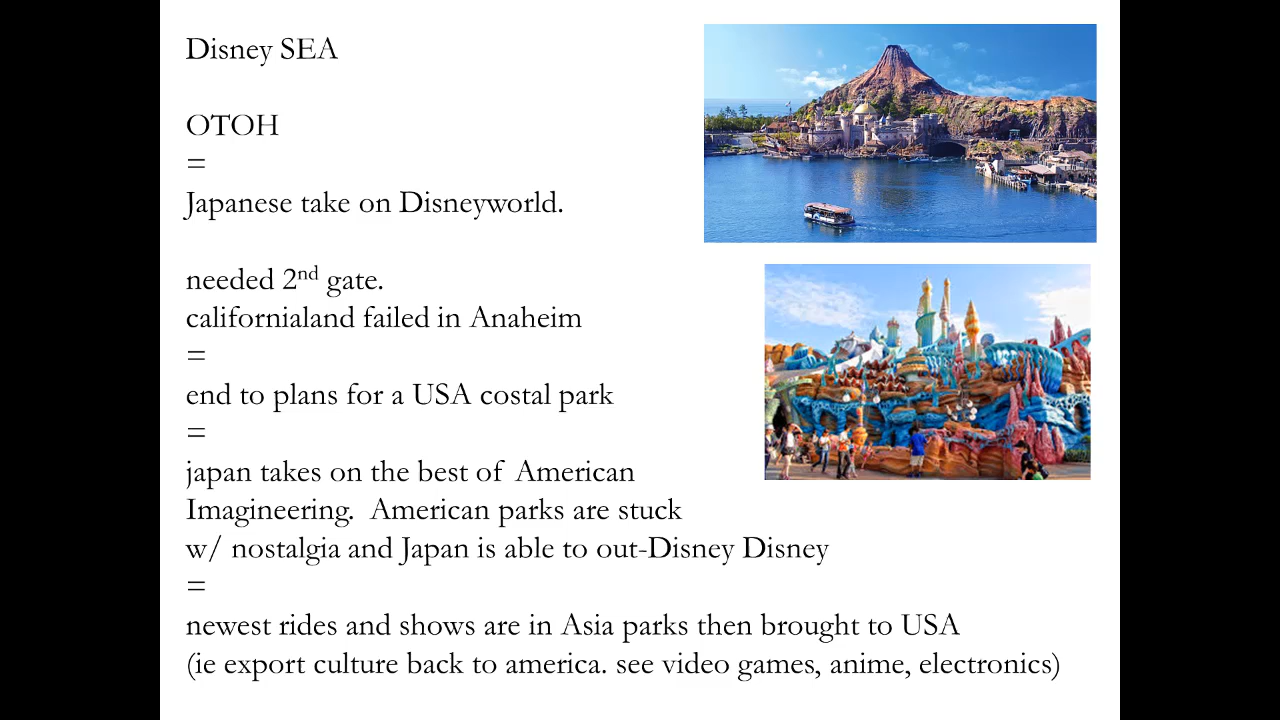 Disney SEA
OTOH
=
Japanese take on Disneyworld.
needed 2nd gate.
californialand failed in Anaheim
=
end to plans for a USA costal park
=
japan takes on the best of American
Imagineering. American parks are stuck
w/ nostalgia and Japan is able to out-Disney Disney
=
newest rides and shows are in Asia parks then brought to USA
(ie export culture back to america. see video games, anime, electronics)